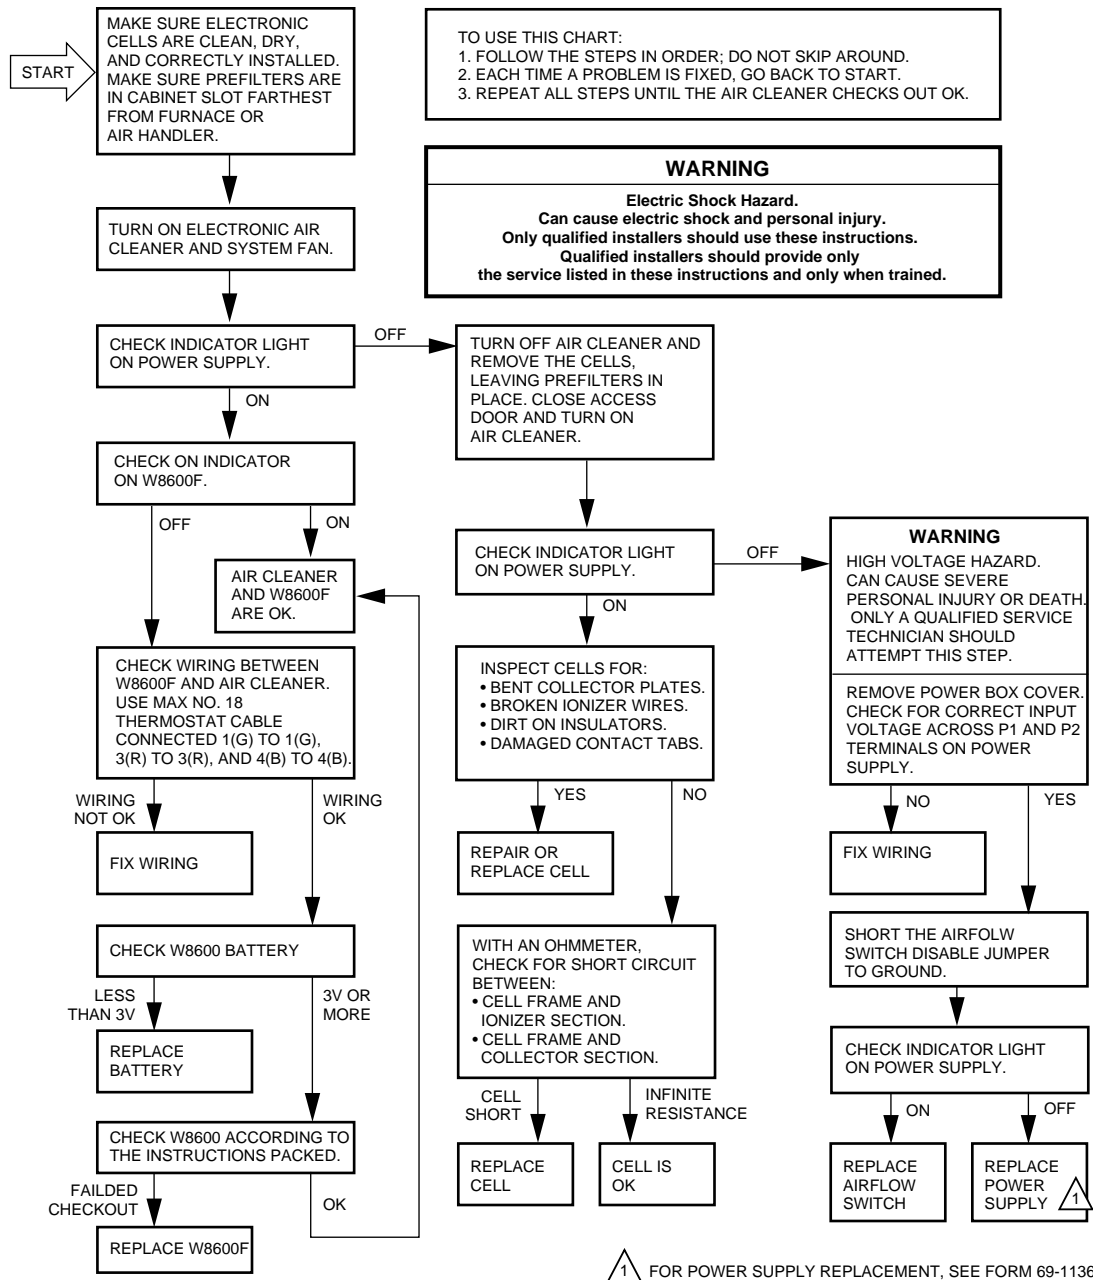 START
MAKE SURE ELECTRONIC
CELLS ARE CLEAN, DRY,
AND CORRECTLY INSTALLED.
MAKE SURE PREFILTERS ARE
IN CABINET SLOT FARTHEST
FROM FURNACE OR
AIR HANDLER.
TO USE THIS CHART:
1. FOLLOW THE STEPS IN ORDER; DO NOT SKIP AROUND.
2. EACH TIME A PROBLEM IS FIXED, GO BACK TO START.
3. REPEAT ALL STEPS UNTIL THE AIR CLEANER CHECKS OUT OK.
WARNING
Electric Shock Hazard.
Can cause electric shock and personal injury.
Only qualified installers should use these instructions.
Qualified installers should provide only
the service listed in these instructions and only when trained.
TURN ON ELECTRONIC AIR
CLEANER AND SYSTEM FAN.
CHECK INDICATOR LIGHT
ON POWER SUPPLY.
OFF
ON
CHECK ON INDICATOR
ON W8600F.
OFF
ON
AIR CLEANER
AND W8600F
ARE OK.
CHECK WIRING BETWEEN
W8600F AND AIR CLEANER.
USE MAX NO. 18
THERMOSTAT CABLE
CONNECTED 1(G) TO 1(G),
3(R) TO 3(R), AND 4(B) TO 4(B).
WIRING
NOT OK
WIRING
OK
FIX WIRING
CHECK W8600 BATTERY
LESS
THAN 3V
3V OR
MORE
REPLACE
BATTERY
CHECK W8600 ACCORDING TO
THE INSTRUCTIONS PACKED.
FAILDED
CHECKOUT
OK
REPLACE W8600F
TURN OFF AIR CLEANER AND
REMOVE THE CELLS,
LEAVING PREFILTERS IN
PLACE. CLOSE ACCESS
DOOR AND TURN ON
AIR CLEANER.
CHECK INDICATOR LIGHT
ON POWER SUPPLY.
OFF
ON
INSPECT CELLS FOR:
• BENT COLLECTOR PLATES.
• BROKEN IONIZER WIRES.
• DIRT ON INSULATORS.
• DAMAGED CONTACT TABS.
YES
NO
REPAIR OR
REPLACE CELL
WITH AN OHMMETER,
CHECK FOR SHORT CIRCUIT
BETWEEN:
• CELL FRAME AND
IONIZER SECTION.
• CELL FRAME AND
COLLECTOR SECTION.
CELL
SHORT
INFINITE
RESISTANCE
REPLACE
CELL
CELL IS
OK
WARNING
HIGH VOLTAGE HAZARD.
CAN CAUSE SEVERE
PERSONAL INJURY OR DEATH.
ONLY A QUALIFIED SERVICE
TECHNICIAN SHOULD
ATTEMPT THIS STEP.
REMOVE POWER BOX COVER.
CHECK FOR CORRECT INPUT
VOLTAGE ACROSS P1 AND P2
TERMINALS ON POWER
SUPPLY.
NO
YES
FIX WIRING
SHORT THE AIRFOLW
SWITCH DISABLE JUMPER
TO GROUND.
CHECK INDICATOR LIGHT
ON POWER SUPPLY.
ON
OFF
REPLACE
AIRFLOW
SWITCH
REPLACE
POWER
SUPPLY
1
1 FOR POWER SUPPLY REPLACEMENT, SEE FORM 69-1136